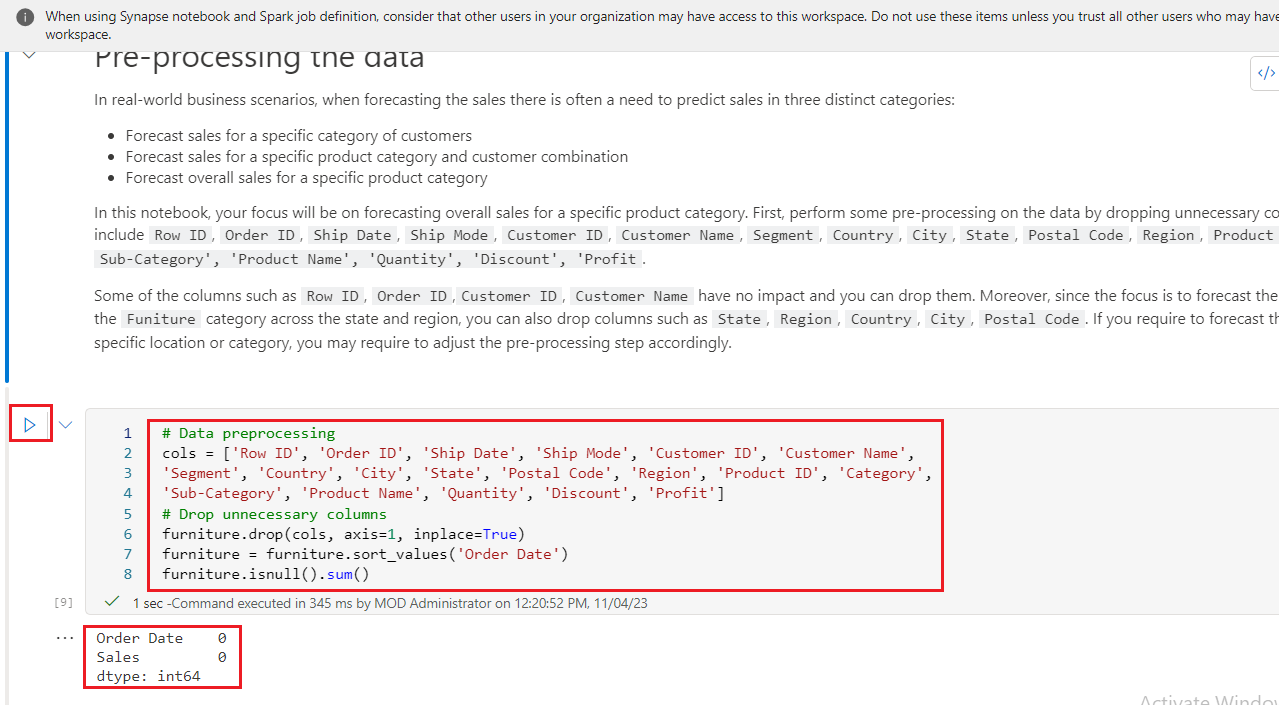 When using Synapse notebook and Spark job definition, consider that other users in your organization may have access to this workspace. Do not use these items unless you trust all other users who may have
workspace.
Pre-processing the data
</>
In real-world business scenarios, when forecasting the sales there is often a need to predict sales in three distinct categories:
Forecast sales for a specific category of customers
Forecast sales for a specific product category and customer combination
Forecast overall sales for a specific product category
In this notebook, your focus will be on forecasting overall sales for a specific product category. First, perform some pre-processing on the data by dropping unnecessary co
include Row ID, Order ID, Ship Date, Ship Mode, Customer ID, Customer Name, Segment, Country, City, State, Postal Code, Region, Product
Sub-Category', 'Product Name', 'Quantity', 'Discount', 'Profit.
Some of the columns such as Row ID, Order ID, Customer ID, Customer Name have no impact and you can drop them. Moreover, since the focus is to forecast the
the Funiture category across the state and region, you can also drop columns such as State, Region, Country, City, Postal Code. If you require to forecast th
specific location or category, you may require to adjust the pre-processing step accordingly.
1 # Data preprocessing
2 cols = ['Row ID', 'Order ID', 'Ship Date', 'Ship Mode', 'Customer ID', 'Customer Name',
3 'Segment', 'Country', 'City', 'State', 'Postal Code', 'Region', 'Product ID', 'Category',
4 'Sub-Category', 'Product Name', 'Quantity', 'Discount', 'Profit']
5 # Drop unnecessary columns
6 furniture.drop(cols, axis=1, inplace=True)
7 furniture = furniture.sort_values('Order Date')
8 furniture.isnull().sum()
[9] 1 sec -Command executed in 345 ms by MOD Administrator on 12:20:52 PM, 11/04/23
... Order Date 0
Sales 0
dtype: int64
Activate Window